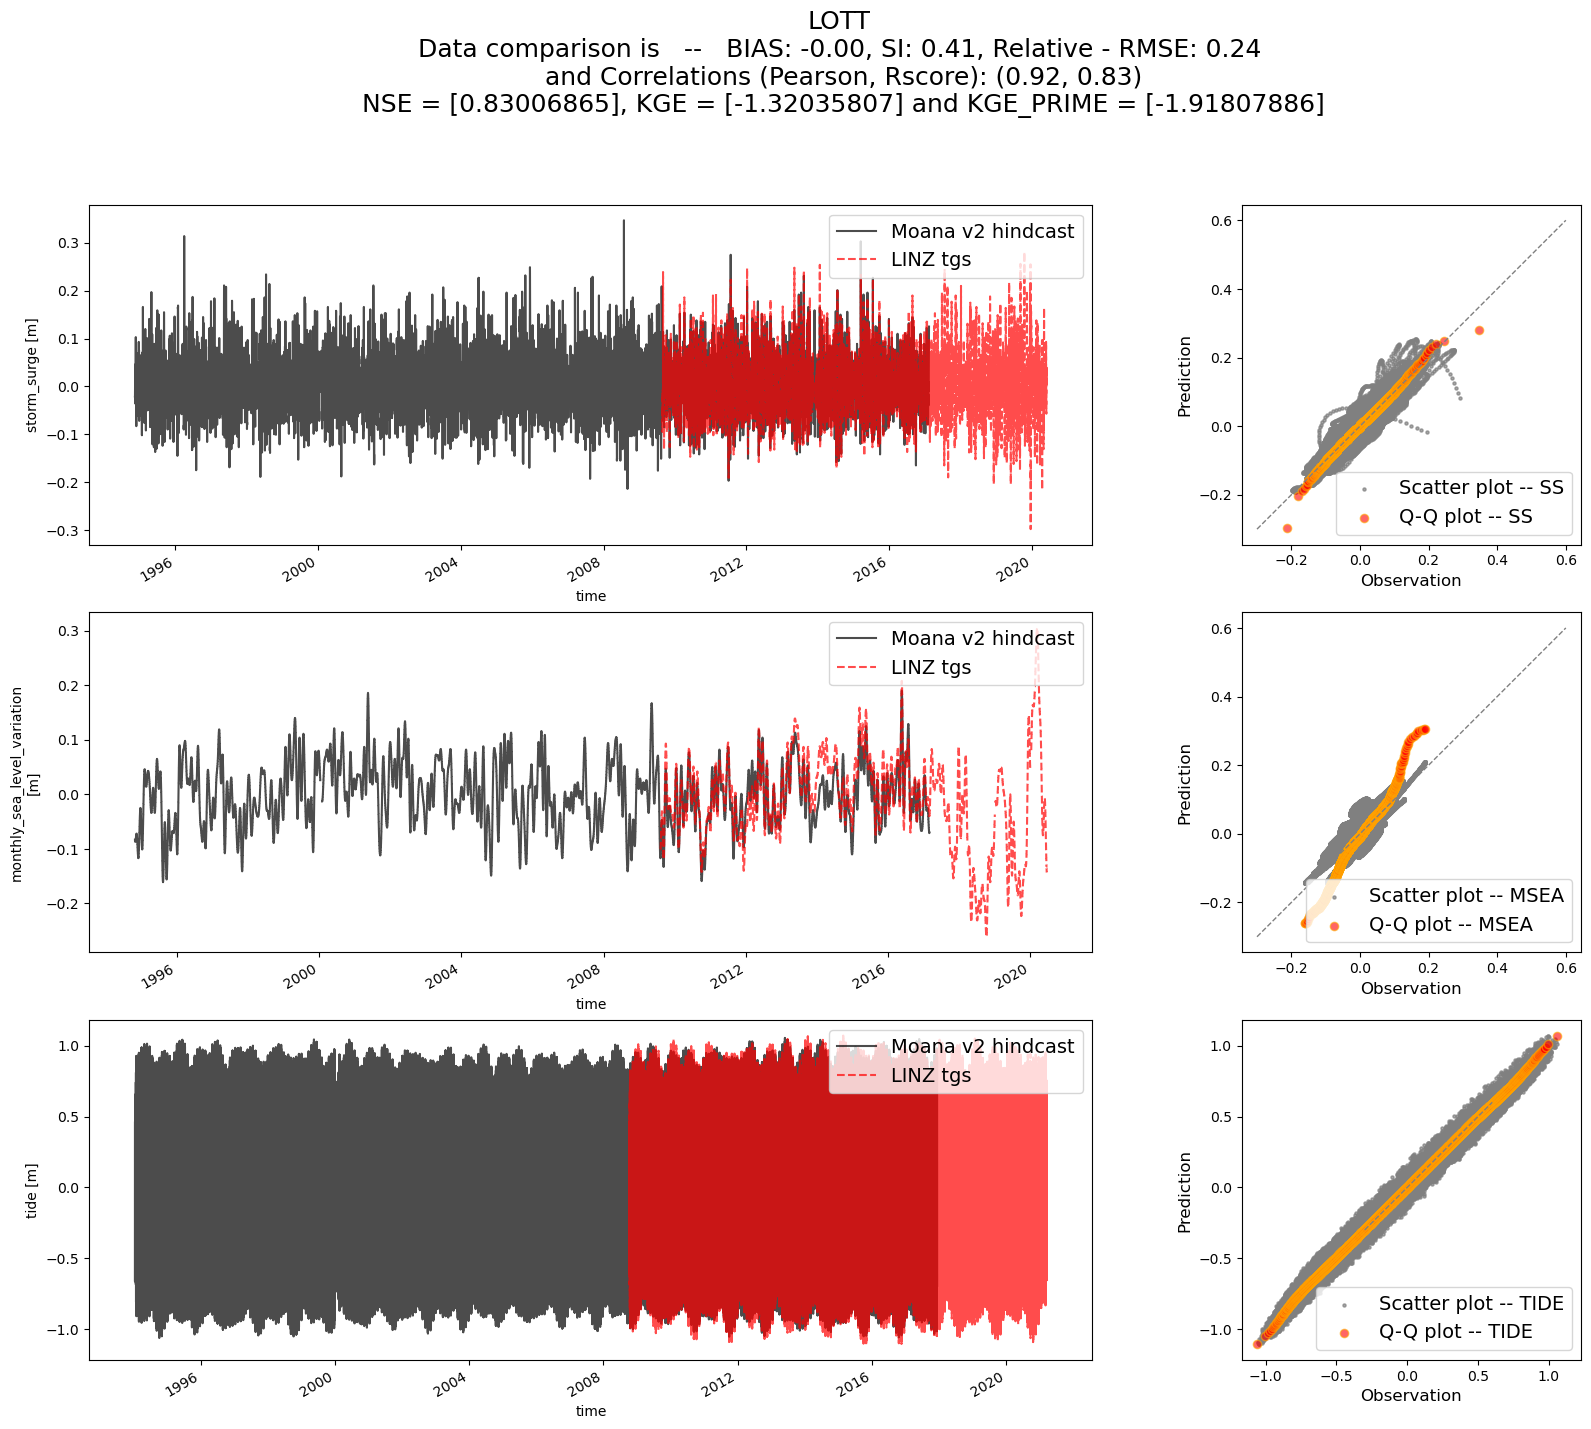 LOTT
Data comparison is -- BIAS: -0.00, SI: 0.41, Relative - RMSE: 0.24
and Correlations (Pearson, Rscore): (0.92, 0.83)
NSE = [0.83006865], KGE = [-1.32035807] and KGE_PRIME = [-1.91807886]
storm_surge [m]
0.3
0.2
0.1
0.0
−0.1
−0.2
−0.3
Moana v2 hindcast
LINZ tgs
1996
2000
2004
2008
2012
2016
2020
time
Prediction
0.6
0.4
0.2
0.0
−0.2
Scatter plot -- SS
Q-Q plot -- SS
−0.2
0.0
0.2
0.4
0.6
Observation
monthly_sea_level_variation
[m]
0.3
0.2
0.1
0.0
−0.1
−0.2
Moana v2 hindcast
LINZ tgs
1996
2000
2004
2008
2012
2016
2020
time
Prediction
0.6
0.4
0.2
0.0
−0.2
Scatter plot -- MSEA
Q-Q plot -- MSEA
−0.2
0.0
0.2
0.4
0.6
Observation
tide [m]
1.0
0.5
0.0
−0.5
−1.0
Moana v2 hindcast
LINZ tgs
1996
2000
2004
2008
2012
2016
2020
time
Prediction
1.0
0.5
0.0
−0.5
−1.0
Scatter plot -- TIDE
Q-Q plot -- TIDE
−1.0
−0.5
0.0
0.5
1.0
Observation